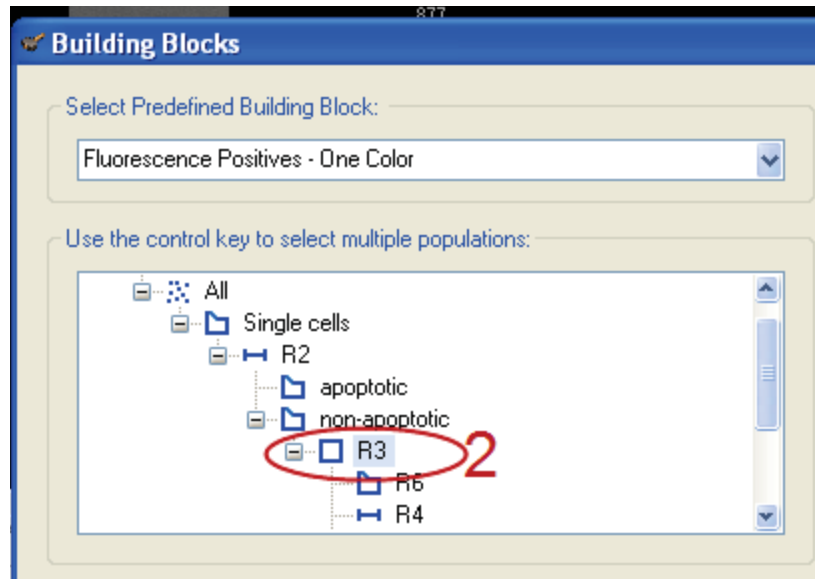 877
Building Blocks
Select Predefined Building Block:
Fluorescence Positives - One Color
Use the control key to select multiple populations:
All
Single cells
R2
apoptotic
non-apoptotic
R3 2
R6
R4